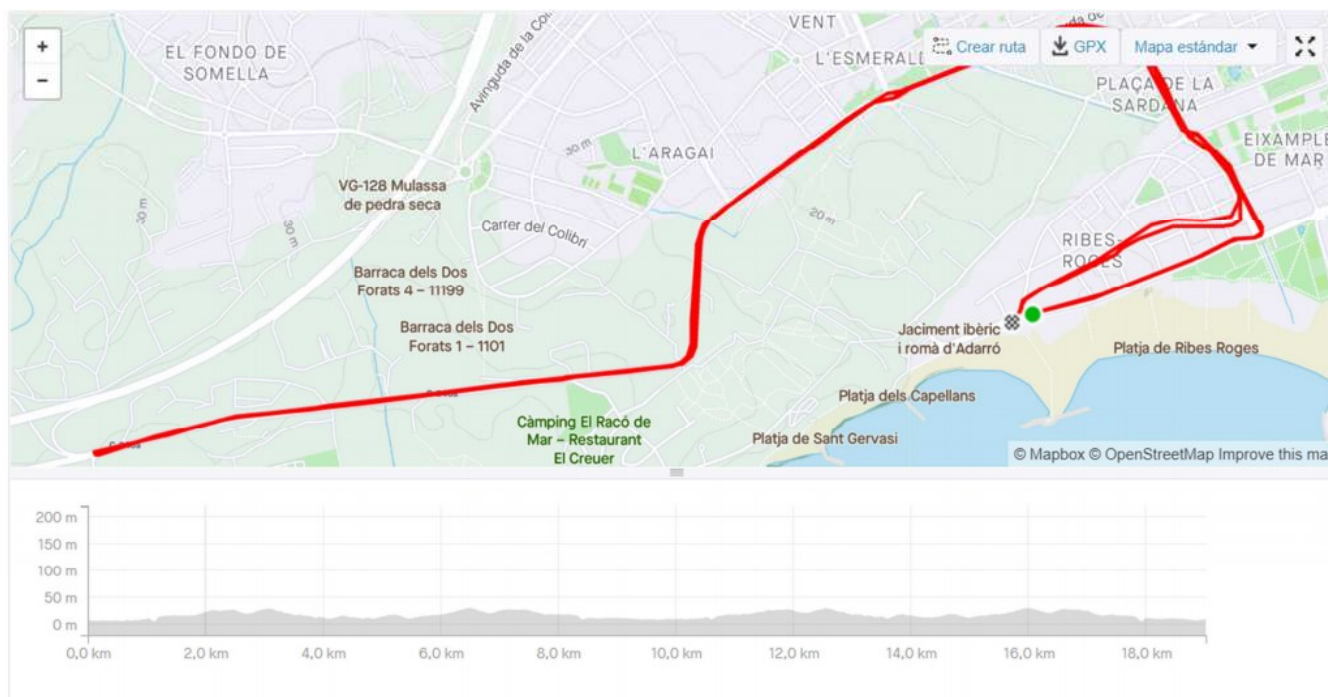 VENT
EL FONDO DE
SOMELLA
+
−
Crear ruta
GPX
Mapa estándar
L'ESMERALD
PLAÇA DE LA
SARDANA
EIXAMPLE
DE MAR
30 m
L'ARAGAI
VG-128 Mulassa
de pedra seca
30 m
20 m
Carrer del Colibrí
RIBES-
ROGES
Barraca dels Dos
Forats 4 – 11199
Barraca dels Dos
Forats 1 – 1101
Jaciment ibèric
i romà d'Adarró
Platja de Ribes Roges
Platja dels Capellans
Càmping El Racó de
Mar – Restaurant
El Creuer
Platja de Sant Gervasi
© Mapbox © OpenStreetMap Improve this ma
200 m
150 m
100 m
50 m
0 m
0,0 km 2,0 km 4,0 km 6,0 km 8,0 km 10,0 km 12,0 km 14,0 km 16,0 km 18,0 km